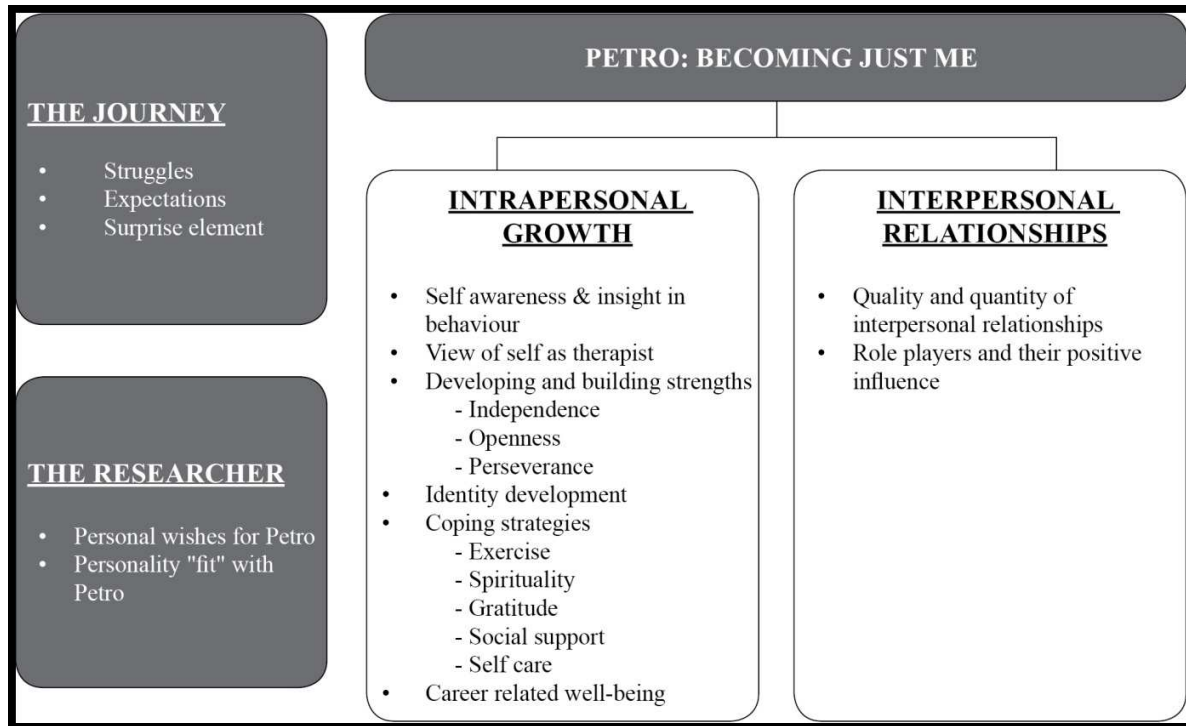 THE JOURNEY
• Struggles
• Expectations
• Surprise element
THE RESEARCHER
• Personal wishes for Petro
• Personality "fit" with
Petro
PETRO: BECOMING JUST ME
INTRAPERSONAL
GROWTH
• Self awareness & insight in
behaviour
• View of self as therapist
• Developing and building strengths
- Independence
- Openness
- Perseverance
• Identity development
• Coping strategies
- Exercise
- Spirituality
- Gratitude
- Social support
- Self care
• Career related well-being
INTERPERSONAL
RELATIONSHIPS
• Quality and quantity of
interpersonal relationships
• Role players and their positive
influence